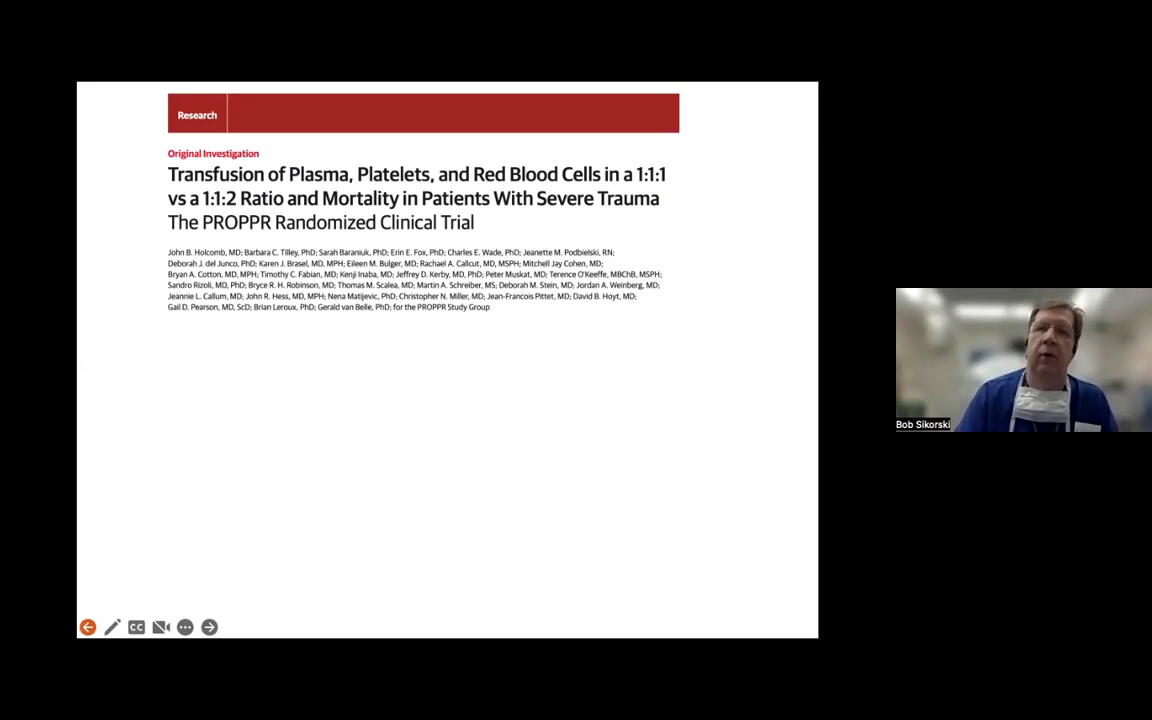 Research
Original Investigation
Transfusion of Plasma, Platelets, and Red Blood Cells in a 1:1:1
vs a 1:1:2 Ratio and Mortality in Patients With Severe Trauma
The PROPPR Randomized Clinical Trial
John B. Holcomb, MD; Barbara C. Tilley, PhD; Sarah Baraniuk, PhD; Erin E. Fox, PhD; Charles E. Wade, PhD; Jeanette M. Podbielski, RN;
Deborah J. del Junco, PhD; Karen J. Brasel, MD, MPH; Eileen M. Bulger, MD; Rachael A. Callcut, MD, MSPH; Mitchell Jay Cohen, MD;
Bryan A. Cotton, MD, MPH; Timothy C. Fabian, MD; Kenji Inaba, MD; Jeffrey D. Kerby, MD, PhD; Peter Muskat, MD; Terence O'Keeffe, MBChB, MSPH;
Sandro Rizoli, MD, PhD; Bryce R. H. Robinson, MD; Thomas M. Scalea, MD; Martin A. Schreiber, MS; Deborah M. Stein, MD; Jordan A. Weinberg, MD;
Jeannie L. Callum, MD; John R. Hess, MD, MPH; Nena Matijevic, PhD; Christopher N. Miller, MD; Jean-Francois Pittet, MD; David B. Hoyt, MD;
Gail D. Pearson, MD, ScD; Brian Leroux, PhD; Gerald van Belle, PhD; for the PROPPR Study Group
Bob Sikorski
CC